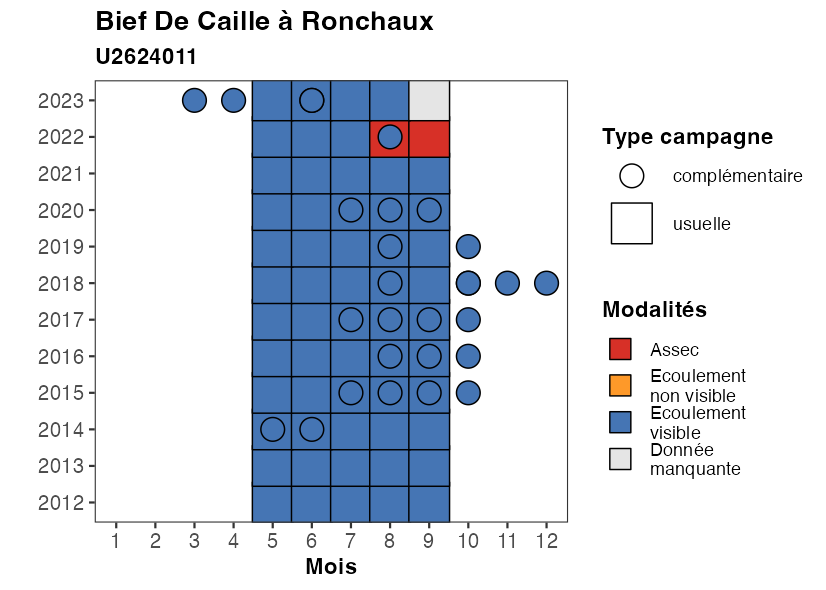 Bief De Caille à Ronchaux
U2624011
2023
2022
2021
2020
2019
2018
2017
2016
2015
2014
2013
2012
1 2 3 4 5 6 7 8 9 10 11 12
Mois
Type campagne
complémentaire
usuelle
Modalités
Assec
Ecoulement
non visible
Ecoulement
visible
Donnée
manquante